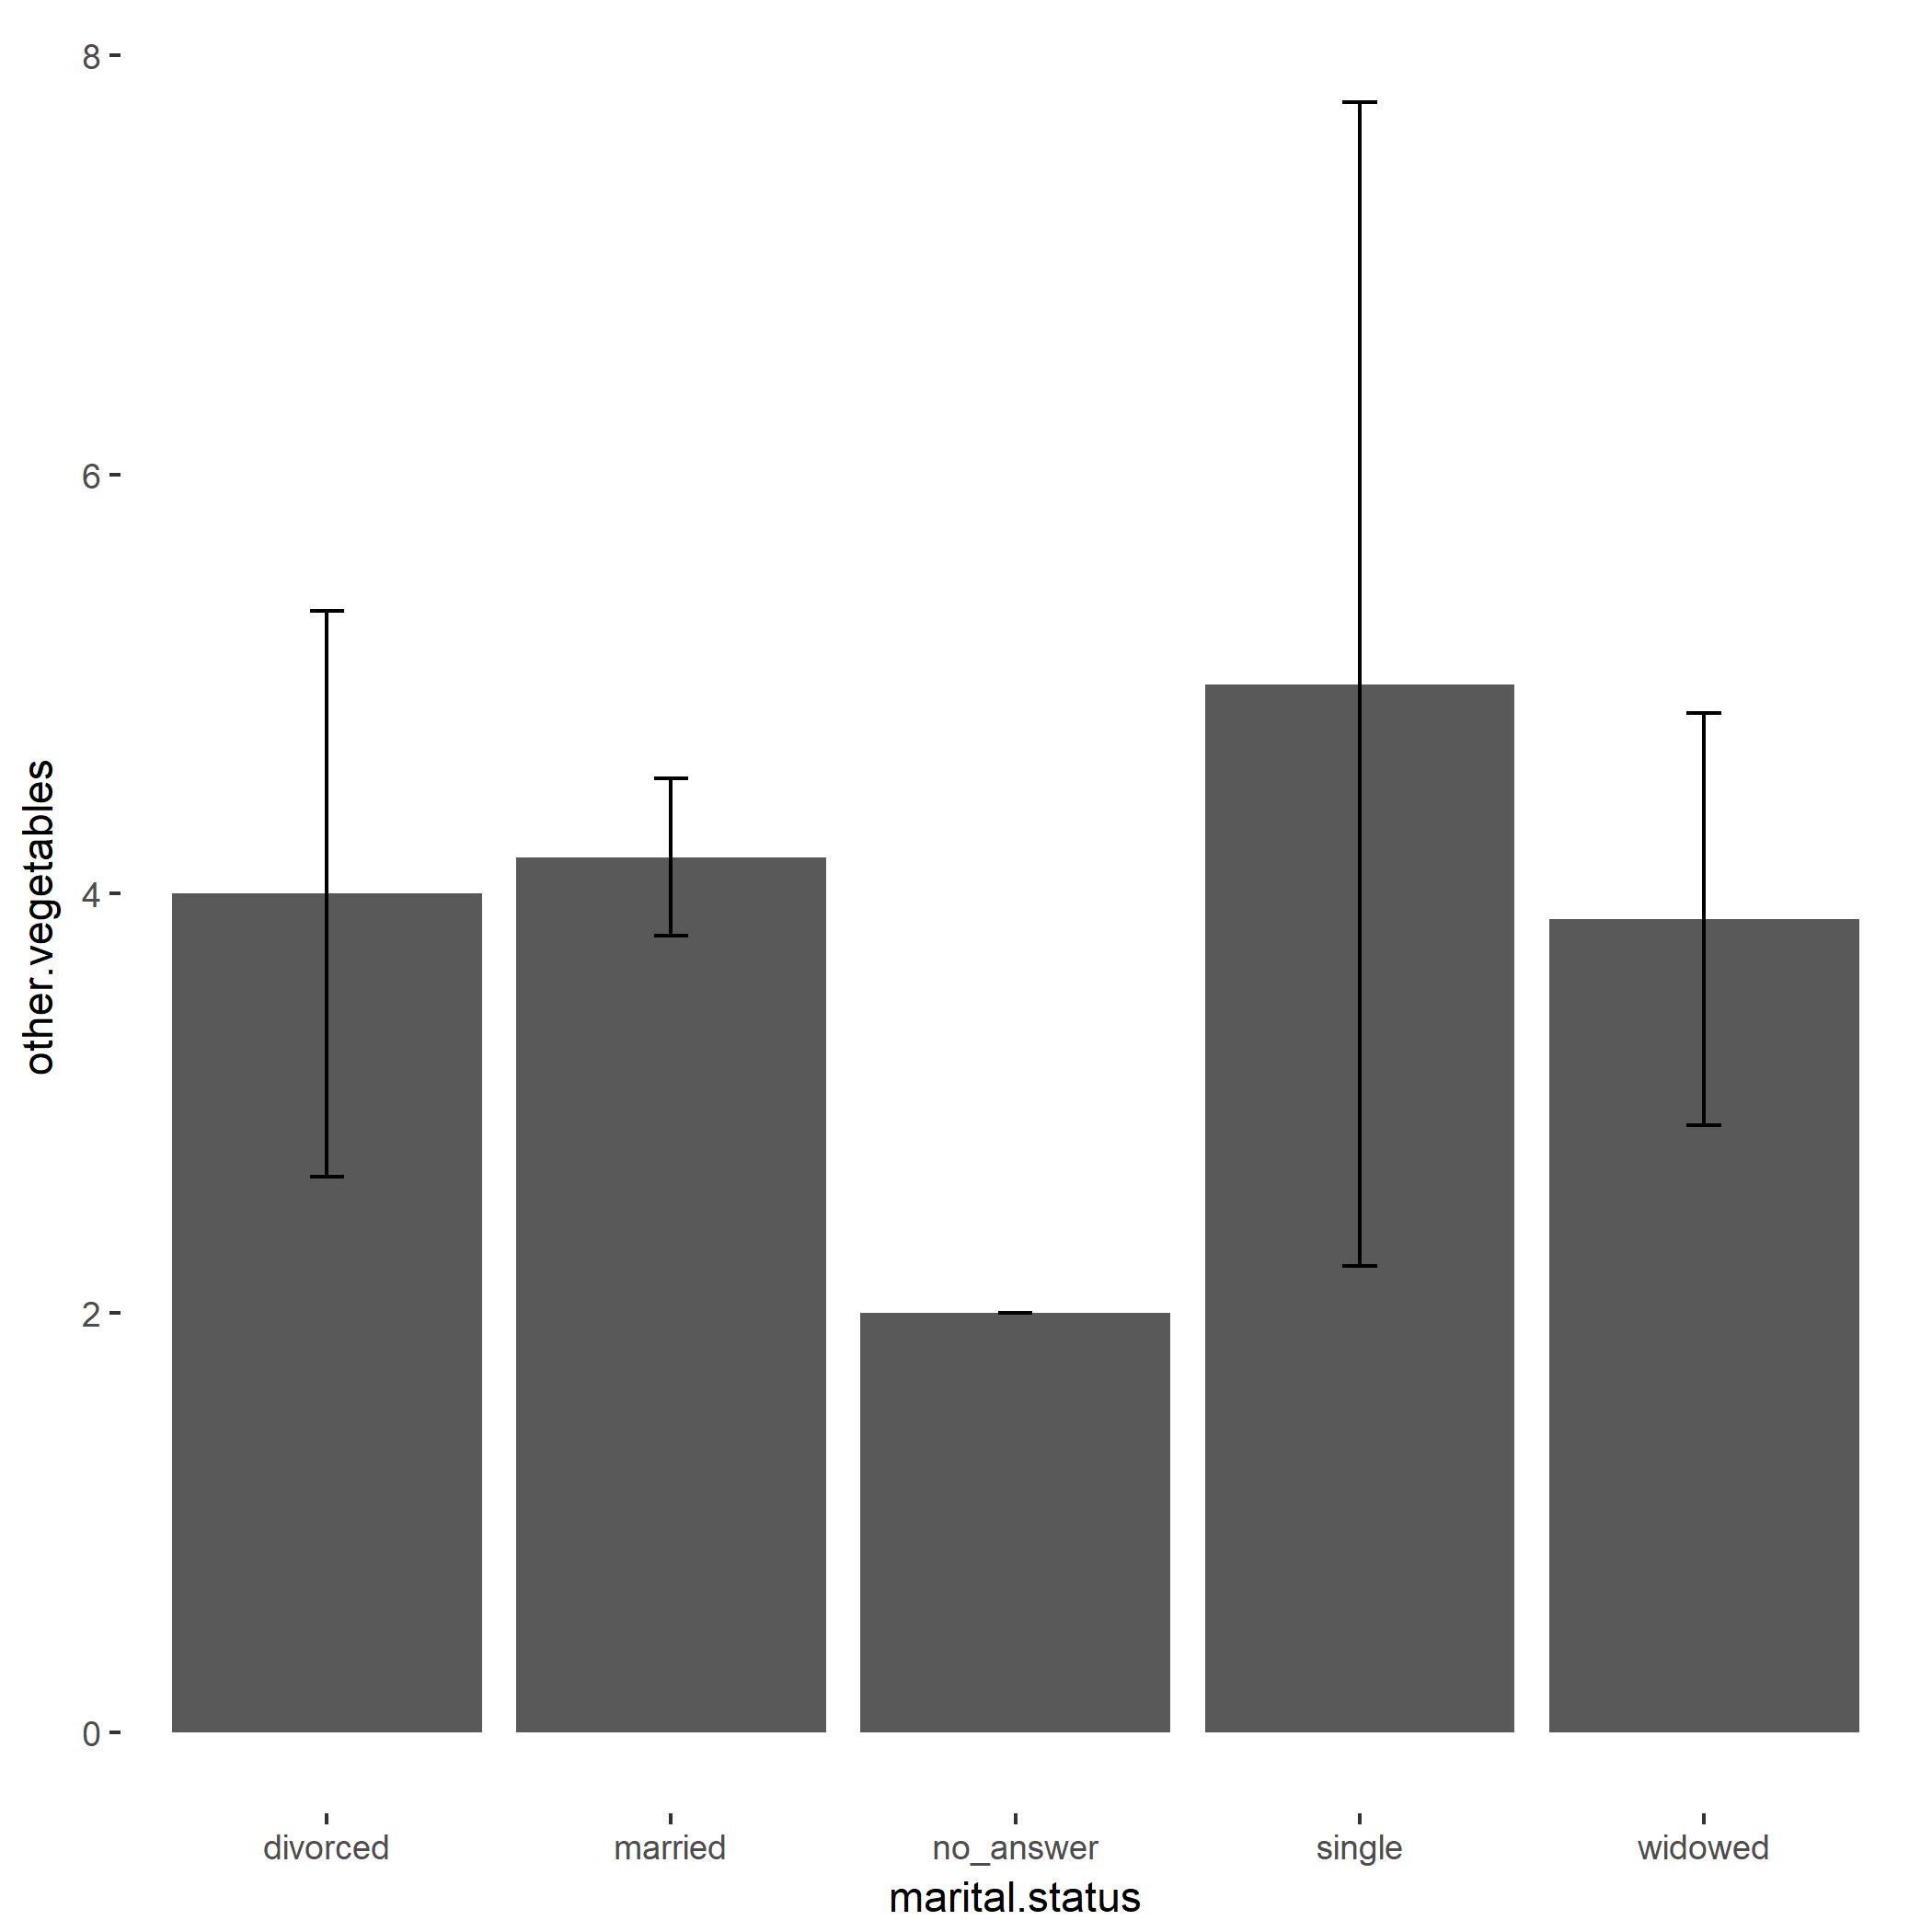 8
6
4
2
0
other.vegetables
divorced married no_answer single widowed
marital.status